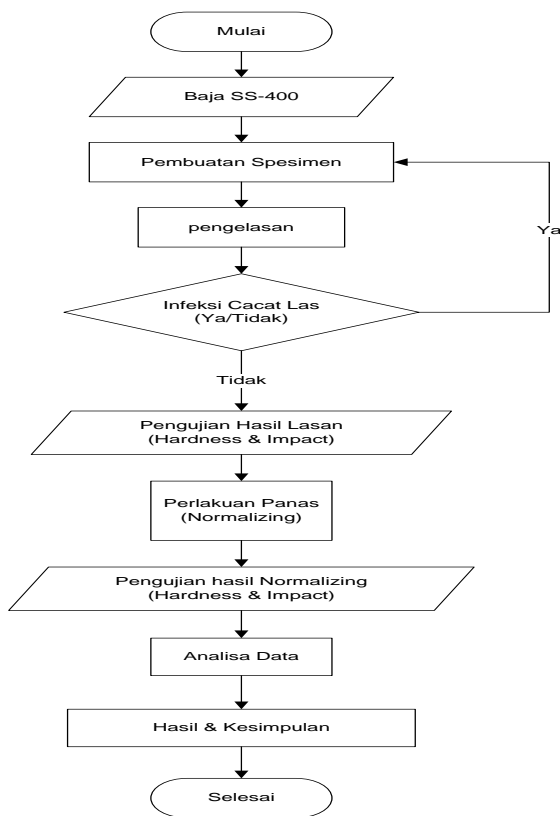 Mulai
Baja SS-400
Pembuatan Spesimen
pengelasan
Ya
Infeksi Cacat Las
(Ya/Tidak)
Tidak
Pengujian Hasil Lasan
(Hardness & Impact)
Perlakuan Panas
(Normalizing)
Pengujian hasil Normalizing
(Hardness & Impact)
Analisa Data
Hasil & Kesimpulan
Selesai